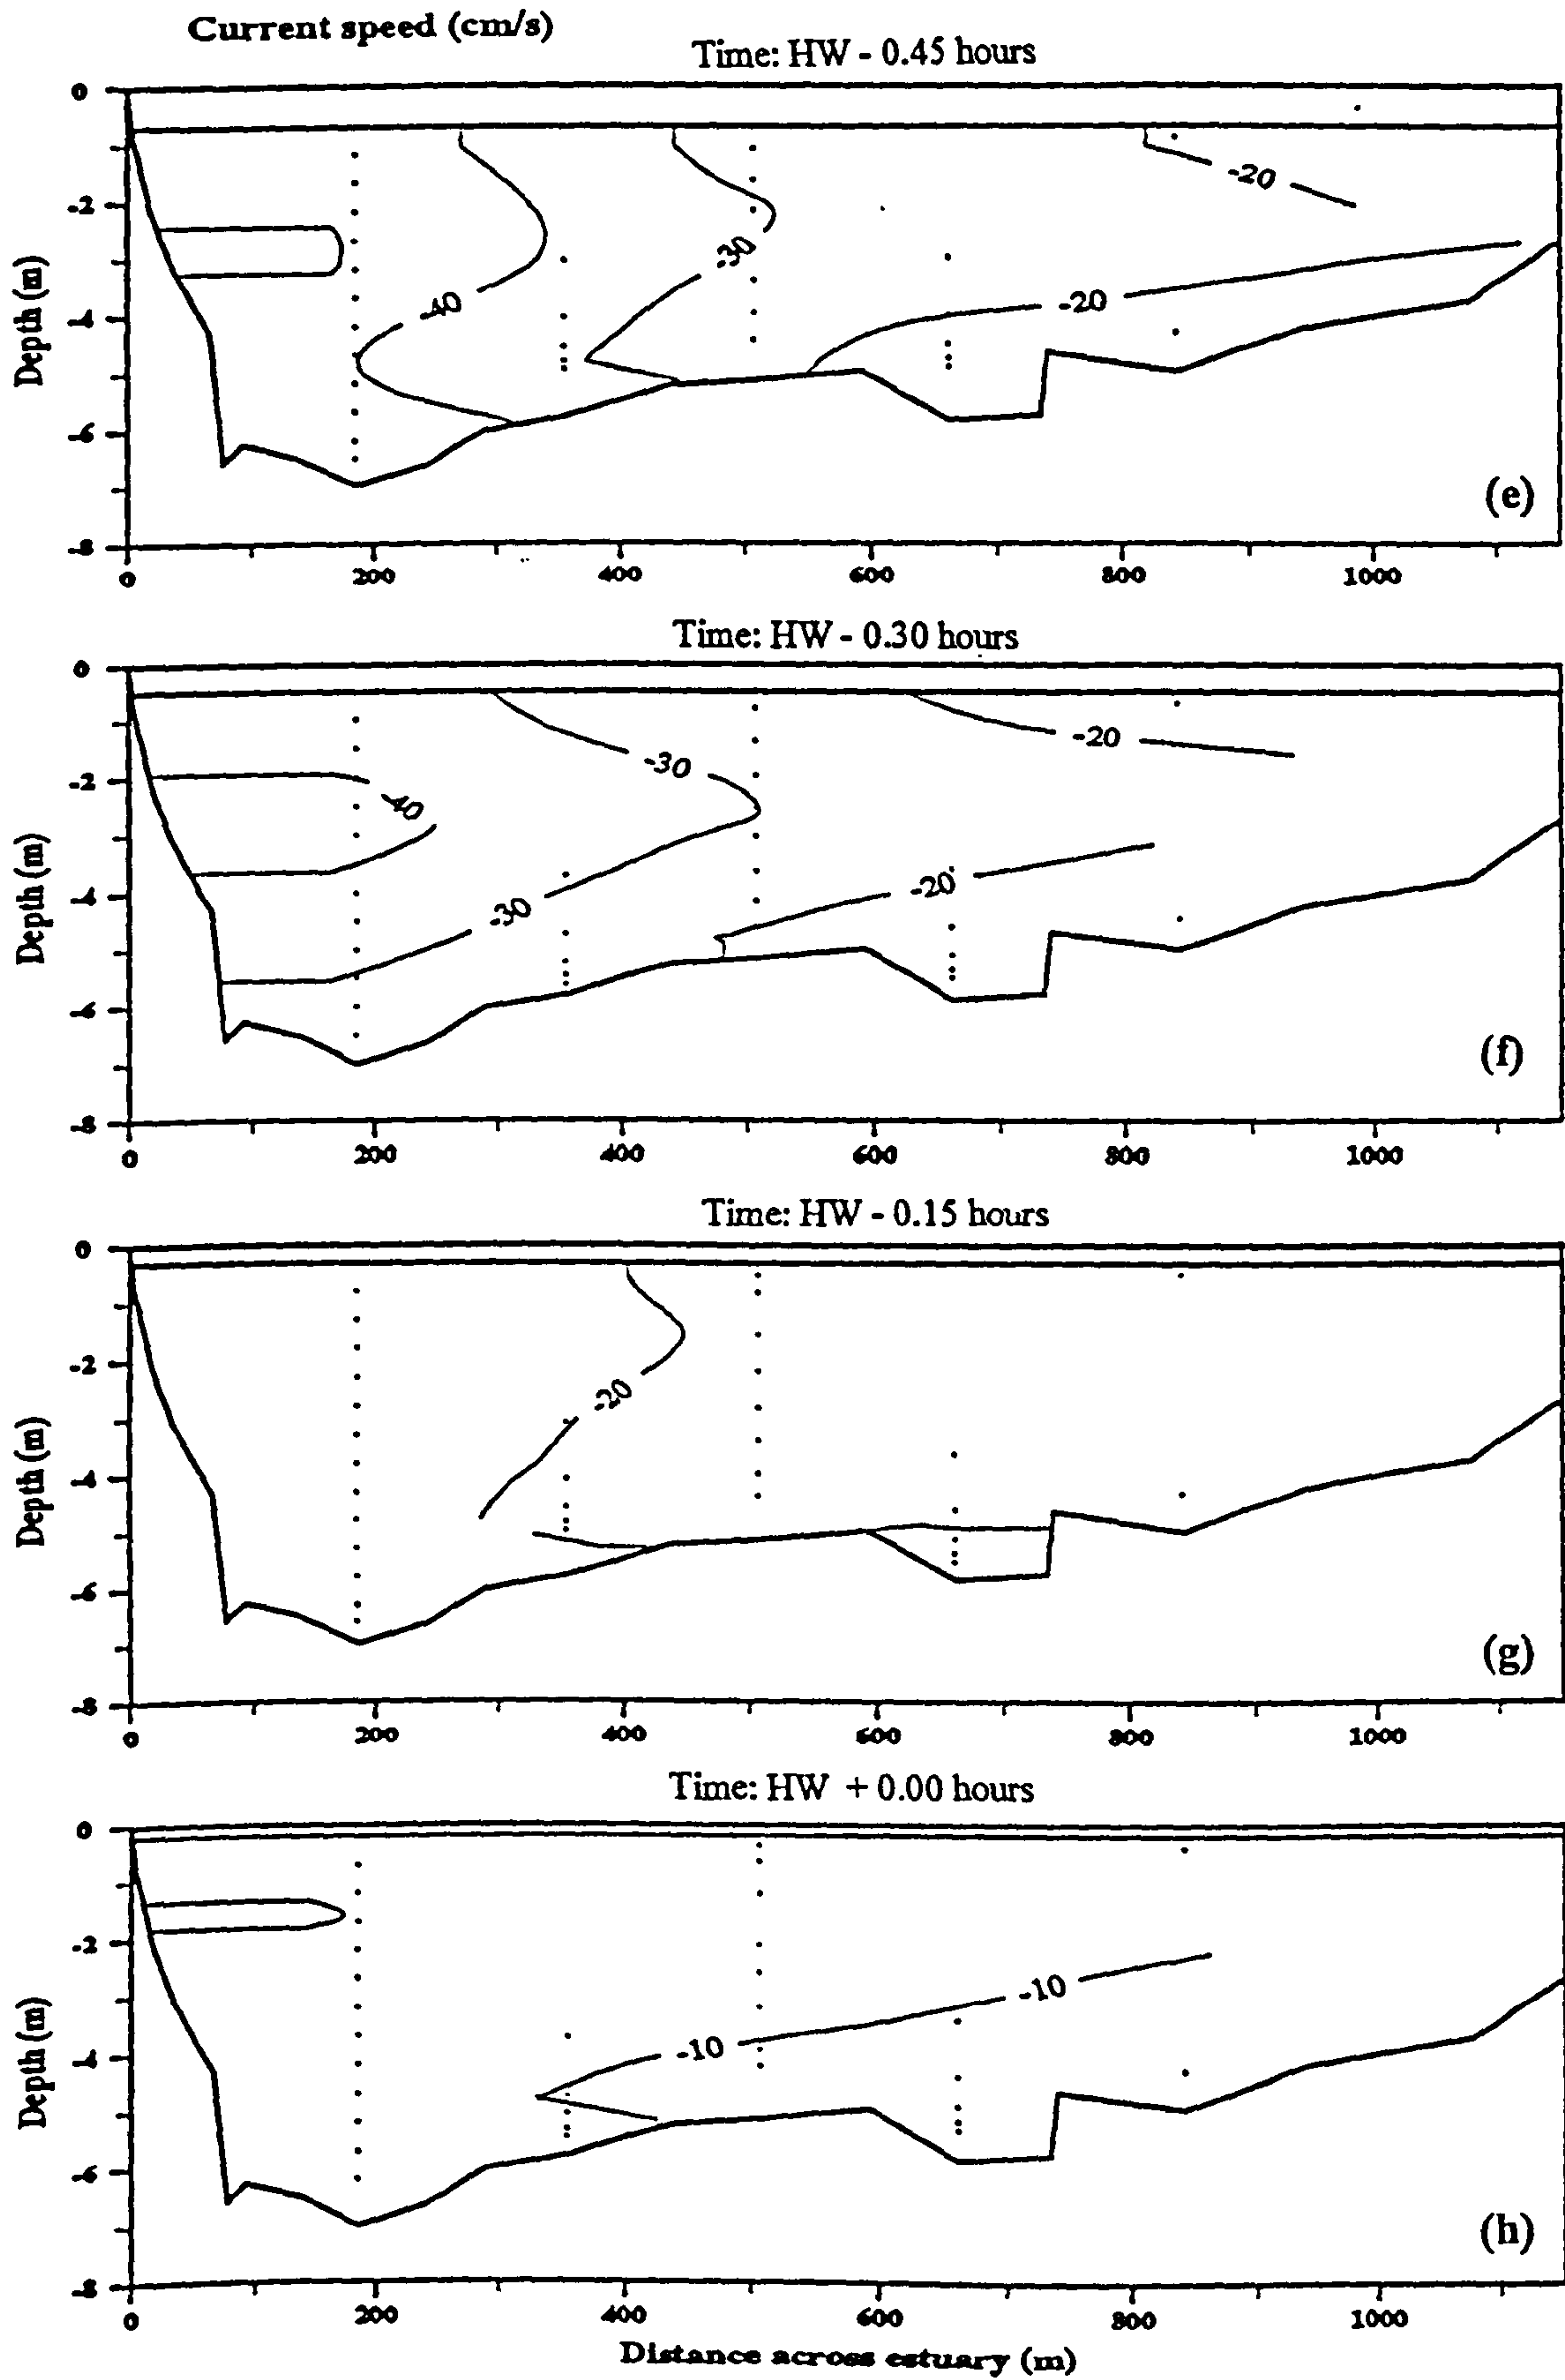 Current speed (cm/s)
Time: HW - 0.45 hours
0
-2
-4
-6
-8
Depth (m)
-20
-30
-40
-20
(e)
0 200 400 600 800 1000
Time: HW - 0.30 hours
0
-2
-4
-6
-8
Depth (m)
-20
-30
-40
-20
-30
(f)
0 200 400 600 800 1000
Time: HW - 0.15 hours
0
-2
-4
-6
-8
Depth (m)
-20
(g)
0 200 400 600 800 1000
Time: HW + 0.00 hours
0
-2
-4
-6
-8
Depth (m)
-10
-10
(h)
0 200 400 600 800 1000
Distance across estuary (m)